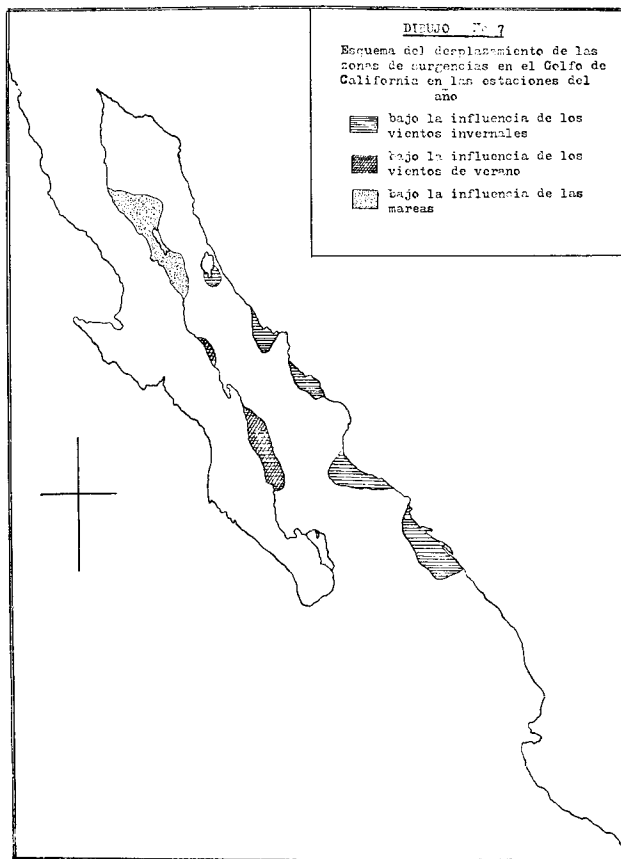 DIBUJO No 7
Esquema del desplazamiento de las
zonas de surgencias en el Golfo de
California en las estaciones del
año
bajo la influencia de los
vientos invernales
bajo la influencia de los
vientos de verano
bajo la influencia de las
mareas